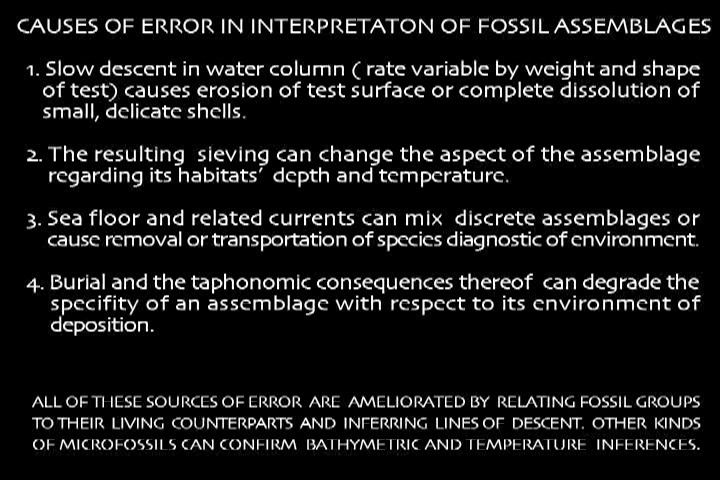 CAUSES OF ERROR IN INTERPRETATON OF FOSSIL ASSEMBLAGES
1. Slow descent in water column ( rate variable by weight and shape
of test) causes erosion of test surface or complete dissolution of
small, delicate shells.
2. The resulting sieving can change the aspect of the assemblage
regarding its habitats' depth and temperature.
3. Sea floor and related currents can mix discrete assemblages or
cause removal or transportation of species diagnostic of environment.
4. Burial and the taphonomic consequences thereof can degrade the
specifity of an assemblage with respect to its environment of
deposition.
ALL OF THESE SOURCES OF ERROR ARE AMELIORATED BY RELATING FOSSIL GROUPS
TO THEIR LIVING COUNTERPARTS AND INFERRING LINES OF DESCENT. OTHER KINDS
OF MICROFOSSILS CAN CONFIRM BATHYMETRIC AND TEMPERATURE INFERENCES.